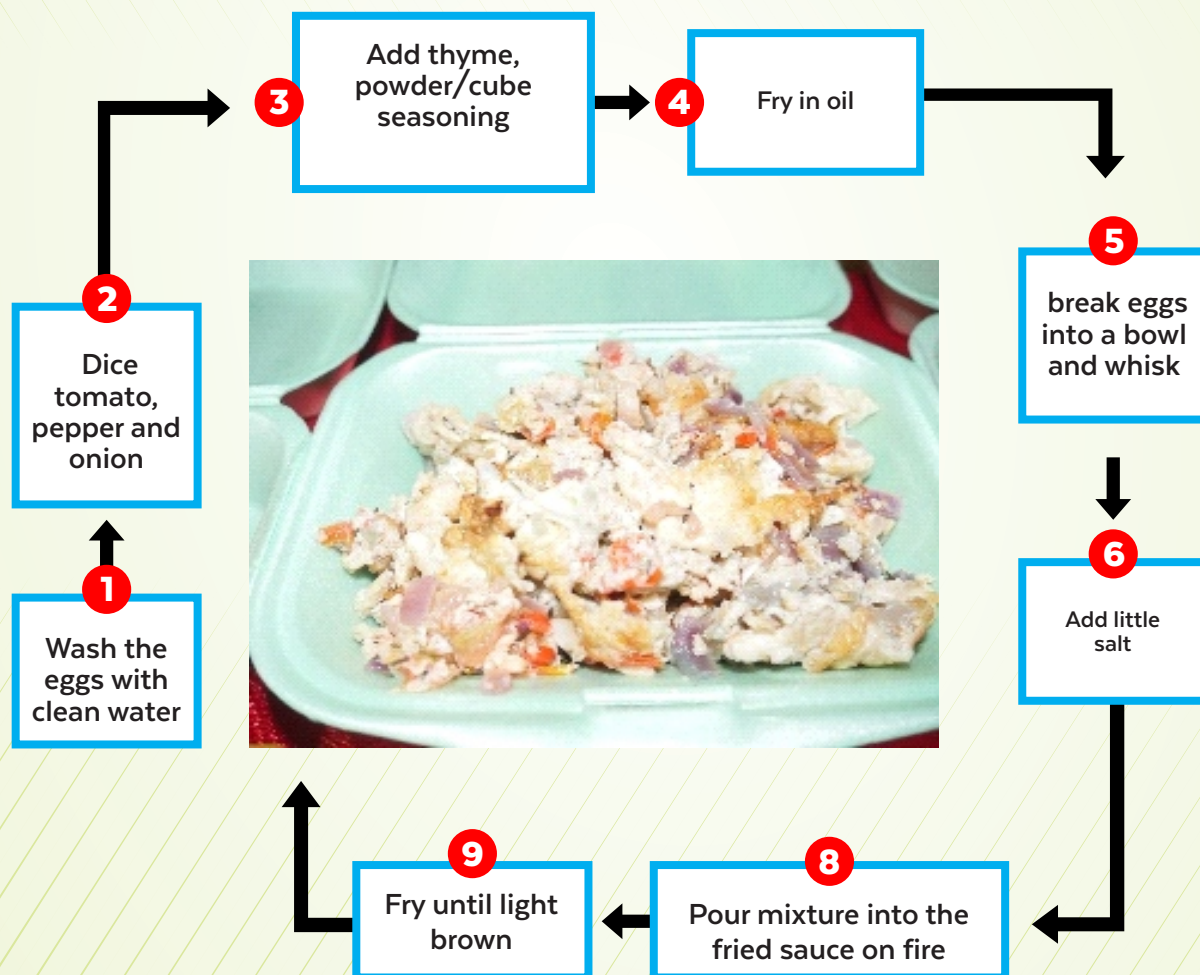 1
Wash the
eggs with
clean water
2
Dice
tomato,
pepper and
onion
3
Add thyme,
powder/cube
seasoning
4
Fry in oil
5
break eggs
into a bowl
and whisk
6
Add little
salt
8
Pour mixture into the
fried sauce on fire
9
Fry until light
brown